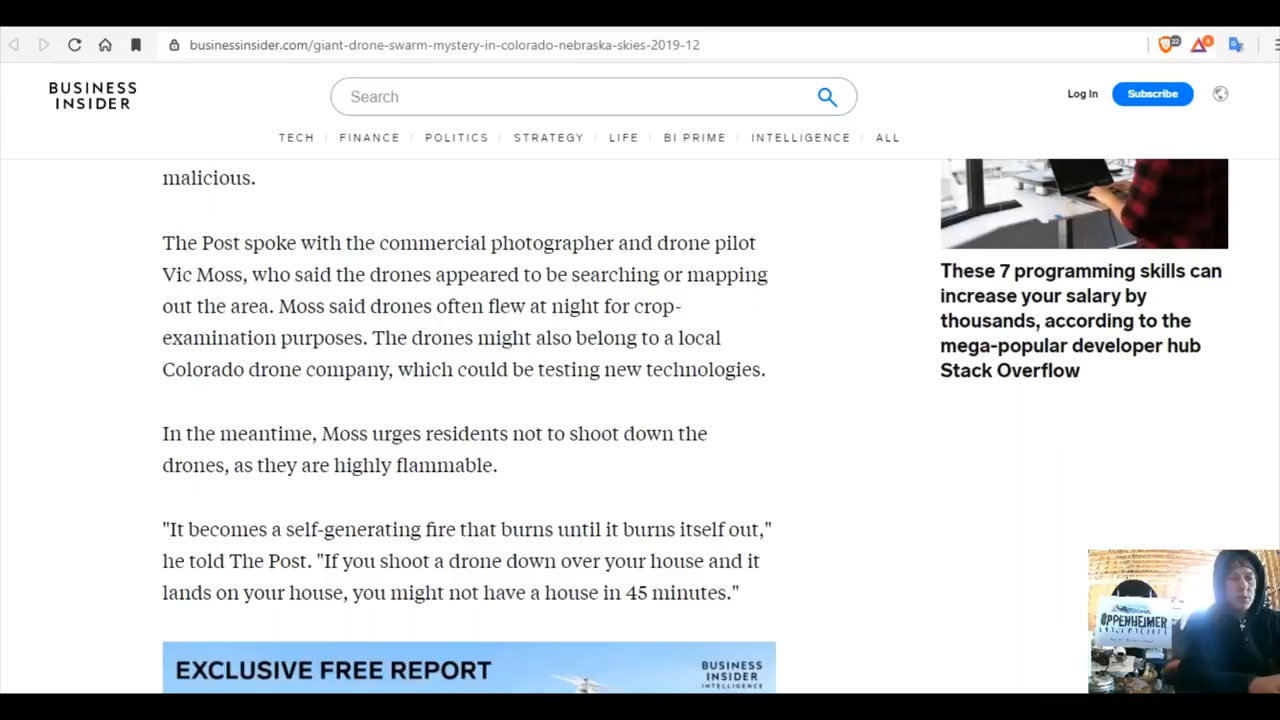 businessinsider.com/giant-drone-swarm-mystery-in-colorado-nebraska-skies-2019-12
22
BUSINESS
INSIDER
Search
Log In
Subscribe
TECH
FINANCE
POLITICS
STRATEGY
LIFE
BI PRIME
INTELLIGENCE
ALL
malicious.
The Post spoke with the commercial photographer and drone pilot
Vic Moss, who said the drones appeared to be searching or mapping
out the area. Moss said drones often flew at night for crop-
examination purposes. The drones might also belong to a local
Colorado drone company, which could be testing new technologies.
In the meantime, Moss urges residents not to shoot down the
drones, as they are highly flammable.
"It becomes a self-generating fire that burns until it burns itself out,"
he told The Post. "If you shoot a drone down over your house and it
lands on your house, you might not have a house in 45 minutes."
EXCLUSIVE FREE REPORT
BUSINESS
INSIDER
INTELLIGENCE
These 7 programming skills can
increase your salary by
thousands, according to the
mega-popular developer hub
Stack Overflow
OPPENHEIMER